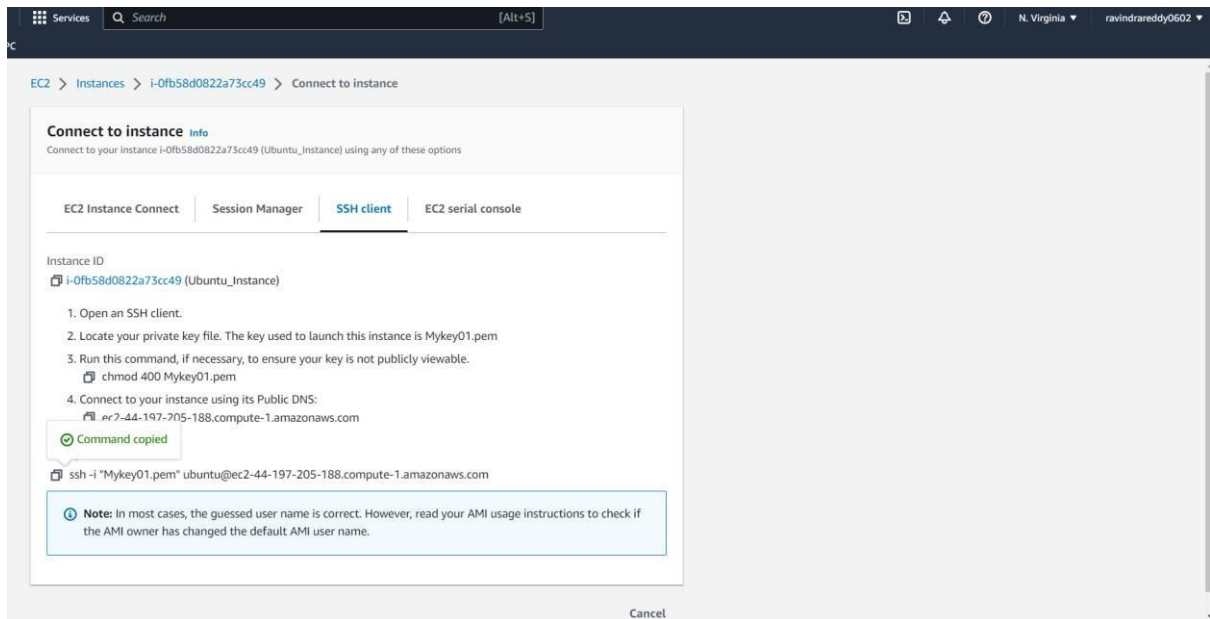 Services Search [Alt+S] N. Virginia ▼ ravindrareddy0602 ▼
PC
EC2 > Instances > i-0fb58d0822a73cc49 > Connect to instance
Connect to instance Info
Connect to your instance i-0fb58d0822a73cc49 (Ubuntu_Instance) using any of these options
EC2 Instance Connect Session Manager SSH client EC2 serial console
Instance ID
i-0fb58d0822a73cc49 (Ubuntu_Instance)
1. Open an SSH client.
2. Locate your private key file. The key used to launch this instance is Mykey01.pem
3. Run this command, if necessary, to ensure your key is not publicly viewable.
chmod 400 Mykey01.pem
4. Connect to your instance using its Public DNS:
ec2-44-197-205-188.compute-1.amazonaws.com
Command copied
ssh -i "Mykey01.pem" ubuntu@ec2-44-197-205-188.compute-1.amazonaws.com
Note: In most cases, the guessed user name is correct. However, read your AMI usage instructions to check if
the AMI owner has changed the default AMI user name.
Cancel